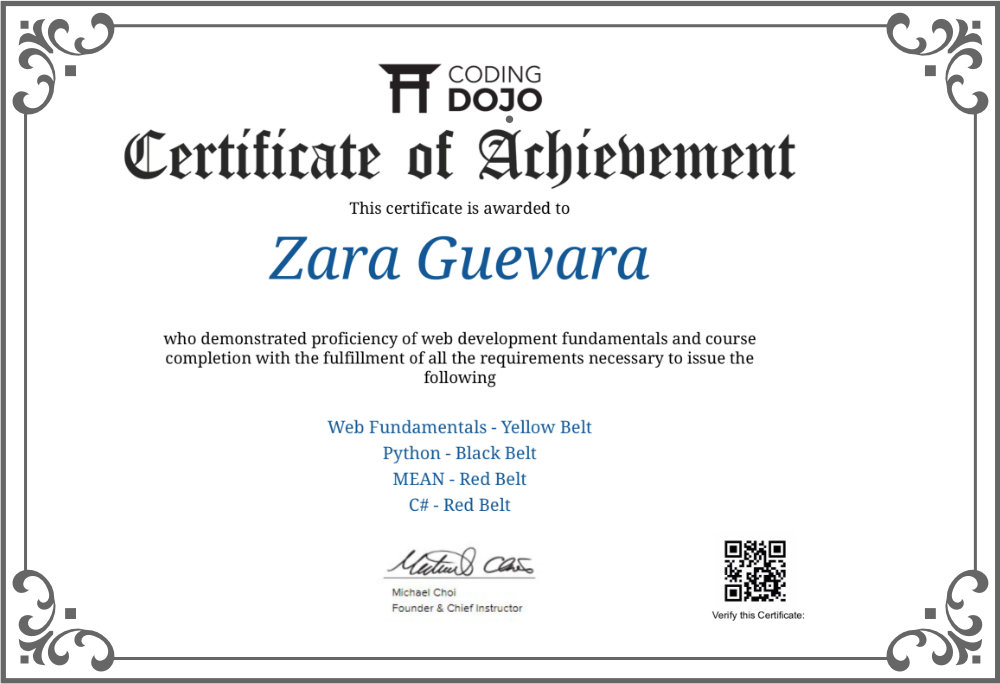 CODING
DOJO
Certificate of Achievement
This certificate is awarded to
Zara Guevara
who demonstrated proficiency of web development fundamentals and course
completion with the fulfillment of all the requirements necessary to issue the
following
Web Fundamentals - Yellow Belt
Python - Black Belt
MEAN - Red Belt
C# - Red Belt
Michael Choi
Founder & Chief Instructor
Verify this Certificate: